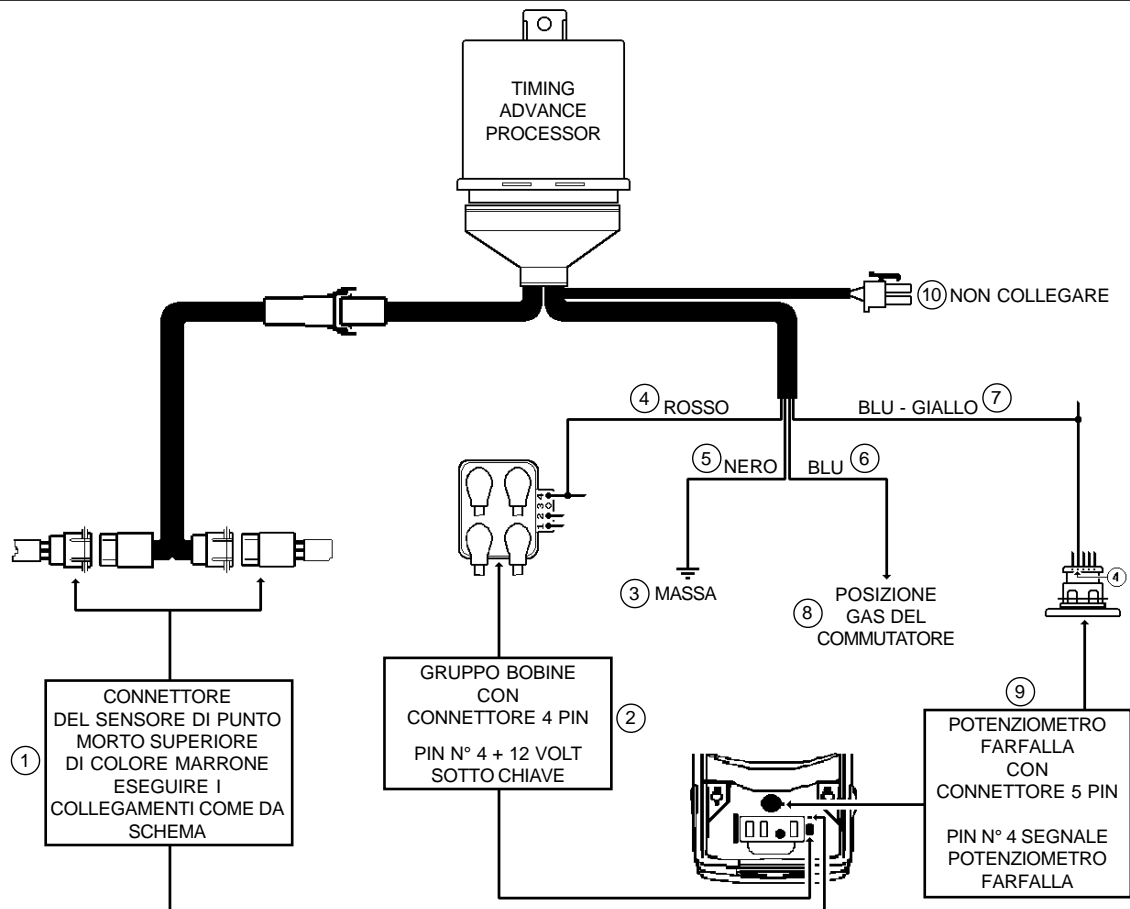 TIMING
ADVANCE
PROCESSOR
10 NON COLLEGARE
4 ROSSO
BLU - GIALLO 7
5 NERO
BLU 6
4
3
2
1
4
3 MASSA
8 POSIZIONE
GAS DEL
COMMUTATORE
1
CONNETTORE
DEL SENSORE DI PUNTO
MORTO SUPERIORE
DI COLORE MARRONE
ESEGUIRE I
COLLEGAMENTI COME DA
SCHEMA
GRUPPO BOBINE
CON
CONNETTORE 4 PIN
PIN N° 4 + 12 VOLT
SOTTO CHIAVE
2
9
POTENZIOMETRO
FARFALLA
CON
CONNETTORE 5 PIN
PIN N° 4 SEGNALE
POTENZIOMETRO
FARFALLA